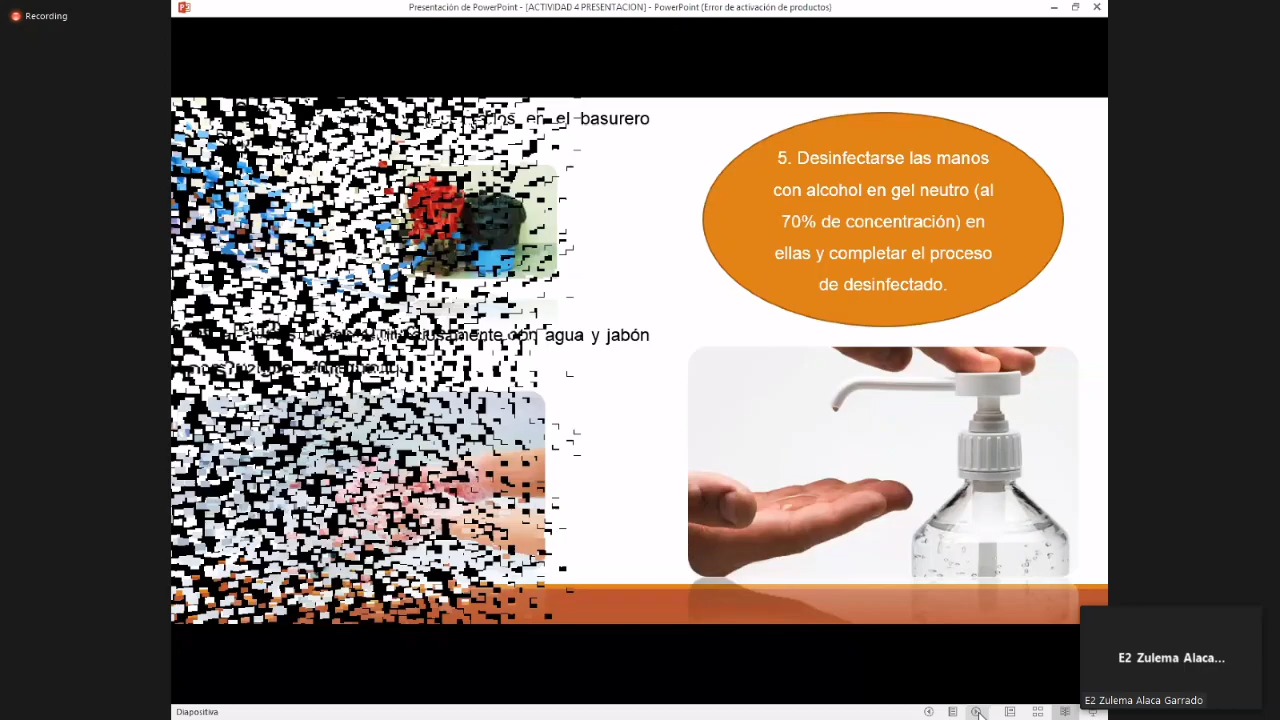 Recording
Presentación de PowerPoint - [ACTIVIDAD 4 PRESENTACION] - PowerPoint (Error de activación de productos)
en el basurero
con agua y jabón
5. Desinfectarse las manos
con alcohol en gel neutro (al
70% de concentración) en
ellas y completar el proceso
de desinfectado.
E2 Zulema Alaca...
E2 Zulema Alaca Garrado
Diapositiva